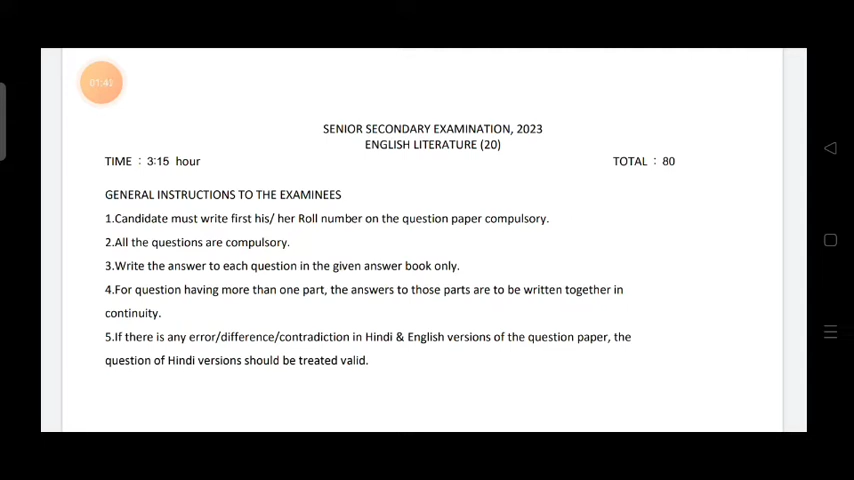 01:42
SENIOR SECONDARY EXAMINATION, 2023
ENGLISH LITERATURE (20)
TIME : 3:15 hour TOTAL : 80
GENERAL INSTRUCTIONS TO THE EXAMINEES
1.Candidate must write first his/ her Roll number on the question paper compulsory.
2.All the questions are compulsory.
3.Write the answer to each question in the given answer book only.
4.For question having more than one part, the answers to those parts are to be written together in
continuity.
5.If there is any error/difference/contradiction in Hindi & English versions of the question paper, the
question of Hindi versions should be treated valid.